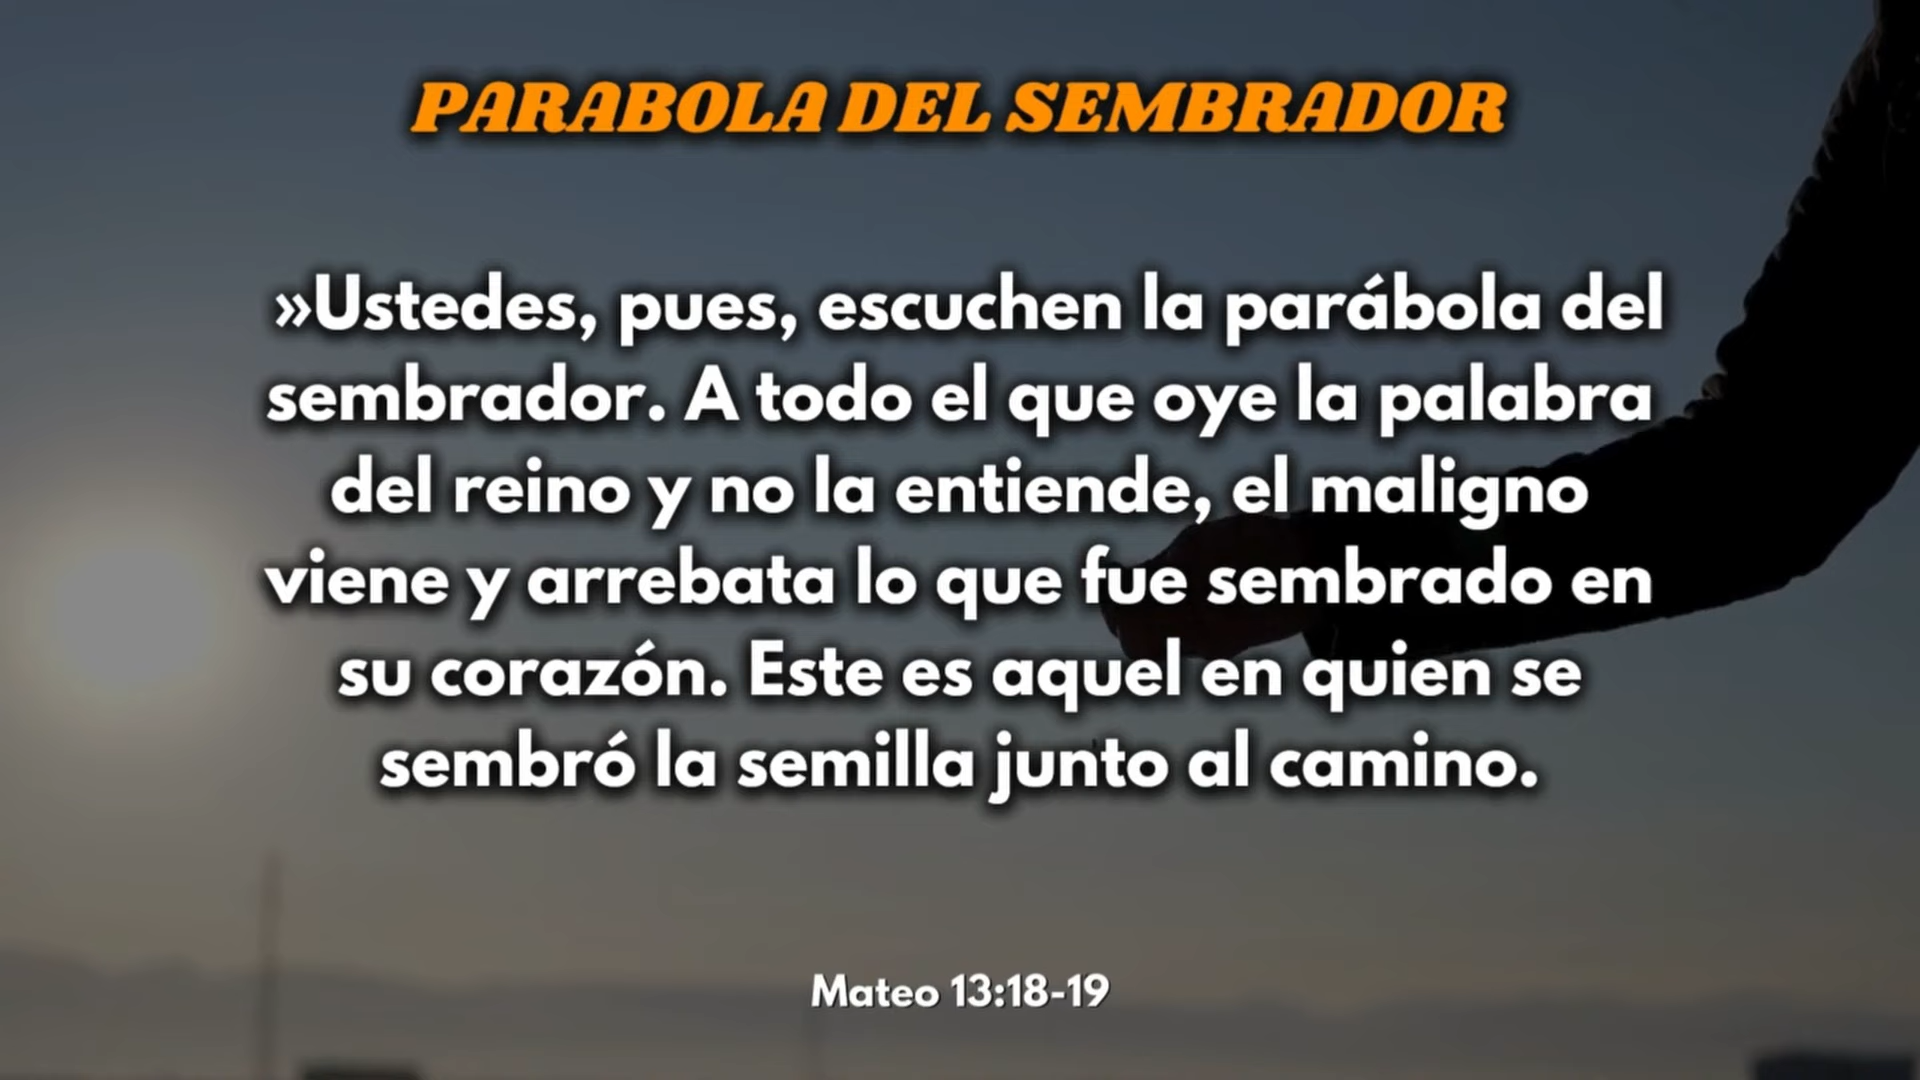 PARABOLA DEL SEMBRADOR
»Ustedes, pues, escuchen la parábola del
sembrador. A todo el que oye la palabra
del reino y no la entiende, el maligno
viene y arrebata lo que fue sembrado en
su corazón. Este es aquel en quien se
sembró la semilla junto al camino.
Mateo 13:18-19